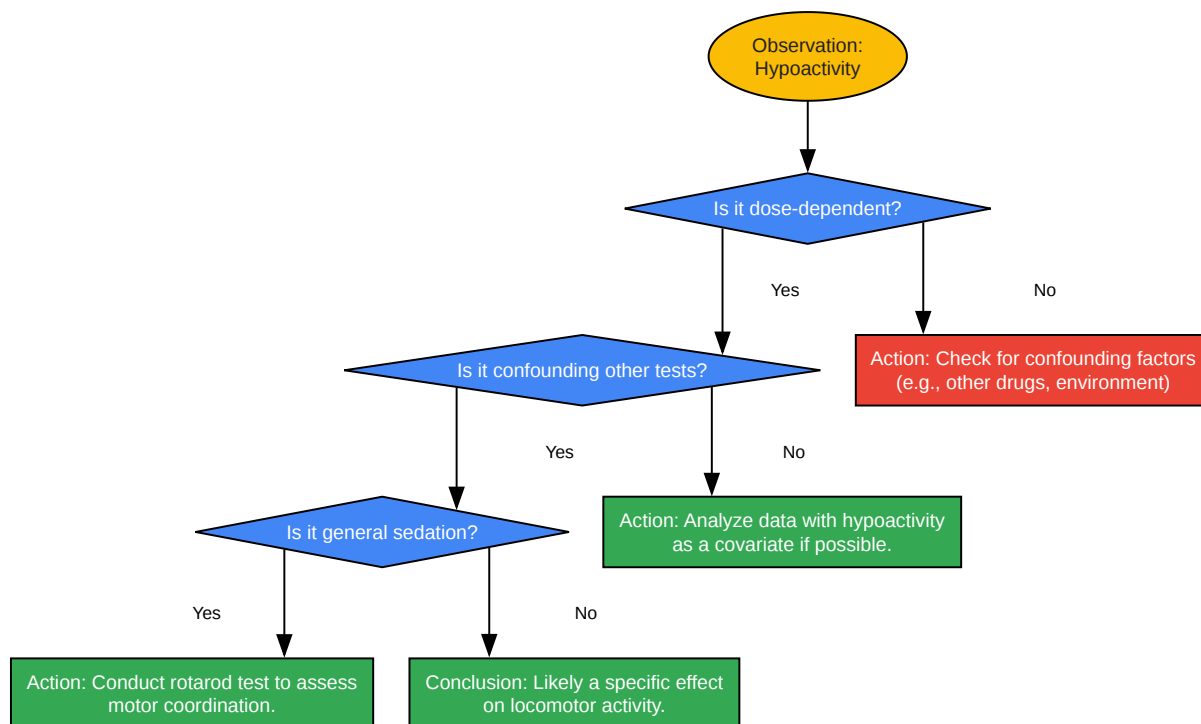 Observation:
Hypoactivity
Is it dose-dependent?
Yes
No
Is it confounding other tests?
Action: Check for confounding factors
(e.g., other drugs, environment)
Yes
No
Is it general sedation?
Action: Analyze data with hypoactivity
as a covariate if possible.
Yes
No
Action: Conduct rotarod test to assess
motor coordination.
Conclusion: Likely a specific effect
on locomotor activity.